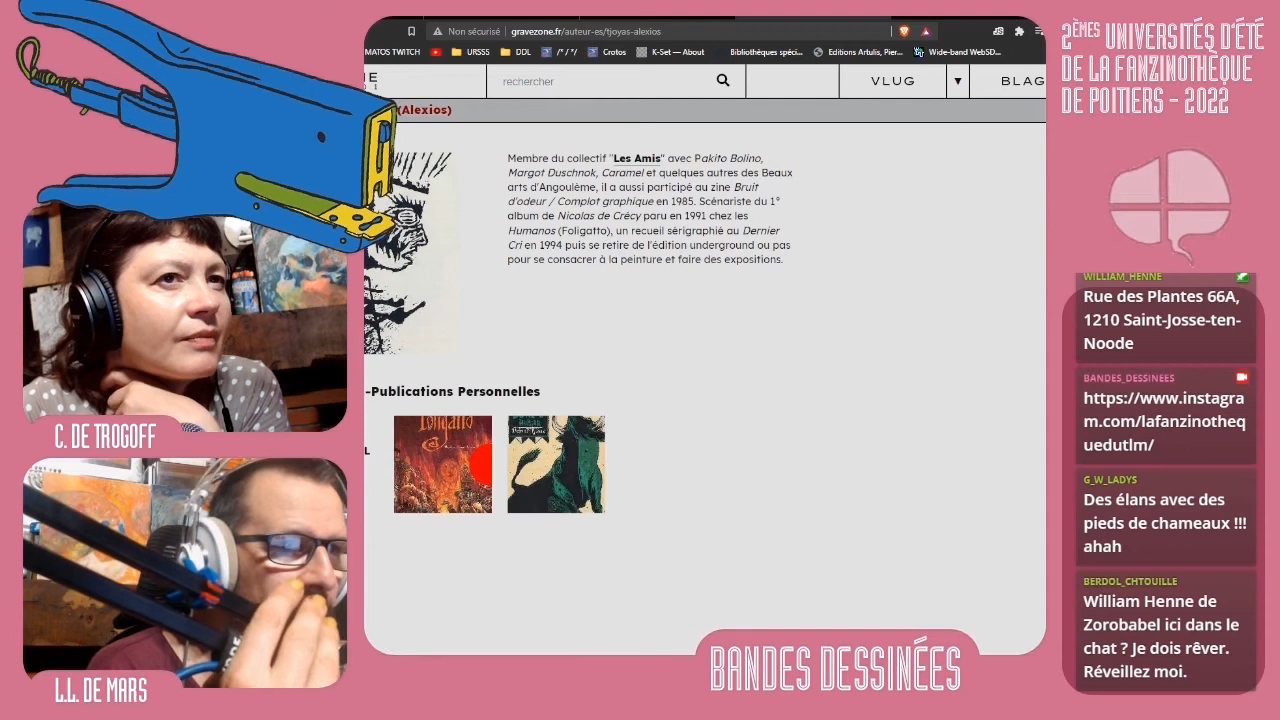 Non sécurisé | gravezone.fr/auteur-es/tjoyas-alexios
MATOS TWITCH
URSSS
DDL
/*/*/
Crotos
K-Set — About
Bibliothèques spéci...
Editions Artulis, Pier...
Wide-band WebSD...
rechercher
VLUG
▼
BLAG
(Alexios)
Membre du collectif "Les Amis" avec Pakito Bolino,
Margot Duschnok, Caramel et quelques autres des Beaux
arts d'Angoulème, il a aussi participé au zine Bruit
d'odeur / Complot graphique en 1985. Scénariste du 1°
album de Nicolas de Crécy paru en 1991 chez les
Humanos (Foligatto), un recueil sérigraphié au Dernier
Cri en 1994 puis se retire de l'édition underground ou pas
pour se consacrer à la peinture et faire des expositions.
-Publications Personnelles
C. DE TROGOFF
L.L. DE MARS
BANDES DESSINÉES
2ÈMES UNIVERSITÉS D'ÉTÉ
DE LA FANZINOTHÈQUE
DE POITIERS - 2022
WILLIAM_HENNE
Rue des Plantes 66A,
1210 Saint-Josse-ten-
Noode
BANDES_DESSINEES
https://www.instagra
m.com/lafanzinotheq
uedutlm/
G_W_LADYS
Des élans avec des
pieds de chameaux !!!
ahah
BERDOL_CHTOUILLE
William Henne de
Zorobabel ici dans le
chat ? Je dois rêver.
Réveillez moi.